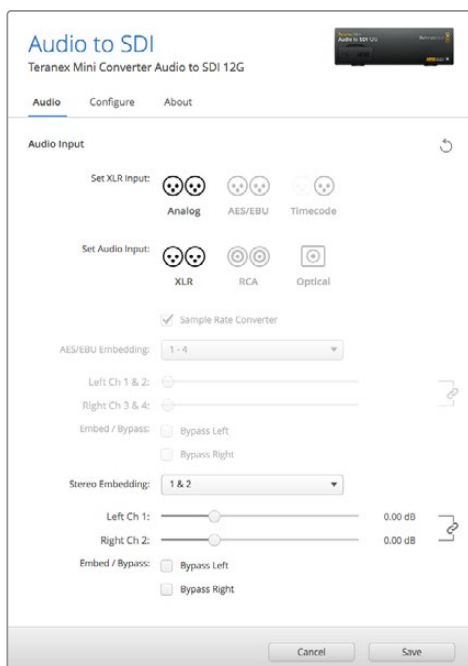 Audio to SDI
Teranex Mini Converter Audio to SDI 12G
Audio Configure About
Audio Input
Set XLR Input:
Analog AES/EBU Timecode
Set Audio Input:
XLR RCA Optical
Sample Rate Converter
AES/EBU Embedding: 1 - 4
Left Ch 1 & 2:
Right Ch 3 & 4:
Embed / Bypass: Bypass Left
Bypass Right
Stereo Embedding: 1 & 2
Left Ch 1: 0.00 dB
Right Ch 2: 0.00 dB
Embed / Bypass: Bypass Left
Bypass Right
Cancel Save